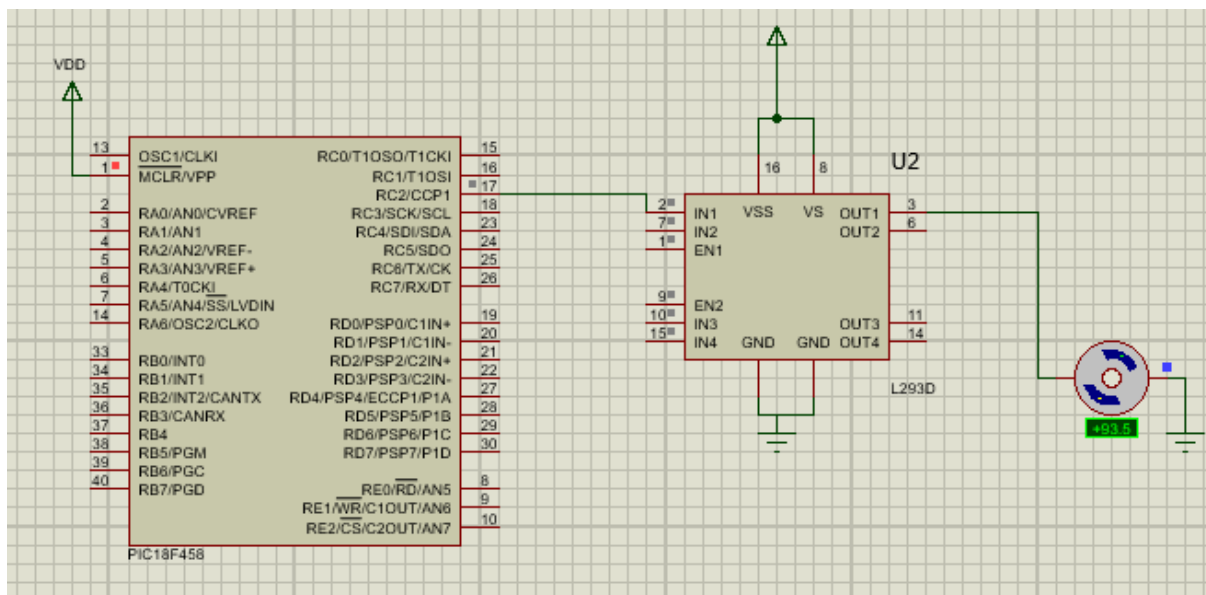 VDD
13 OSC1/CLKI
1 MCLR/VPP
2 RA0/AN0/CVREF
3 RA1/AN1
4 RA2/AN2/VREF-
5 RA3/AN3/VREF+
6 RA4/T0CKI
7 RA5/AN4/SS/LVDIN
14 RA6/OSC2/CLKO
33 RB0/INT0
34 RB1/INT1
35 RB2/INT2/CANTX
36 RB3/CANRX
37 RB4
38 RB5/PGM
39 RB6/PGC
40 RB7/PGD
RC0/T1OSO/T1CKI 15
RC1/T1OSI 16
RC2/CCP1 17
RC3/SCK/SCL 18
RC4/SDI/SDA 23
RC5/SDO 24
RC6/TX/CK 25
RC7/RX/DT 26
RD0/PSP0/C1IN+ 19
RD1/PSP1/C1IN- 20
RD2/PSP2/C2IN+ 21
RD3/PSP3/C2IN- 22
RD4/PSP4/ECCP1/P1A 27
RD5/PSP5/P1B 28
RD6/PSP6/P1C 29
RD7/PSP7/P1D 30
RE0/RD/AN5 8
RE1/WR/C1OUT/AN6 9
RE2/CS/C2OUT/AN7 10
PIC18F458
U2
16 8
VSS VS
2 IN1
7 IN2
1 EN1
9 EN2
10 IN3
15 IN4
OUT1 3
OUT2 6
OUT3 11
OUT4 14
GND GND
L293D
+93.5